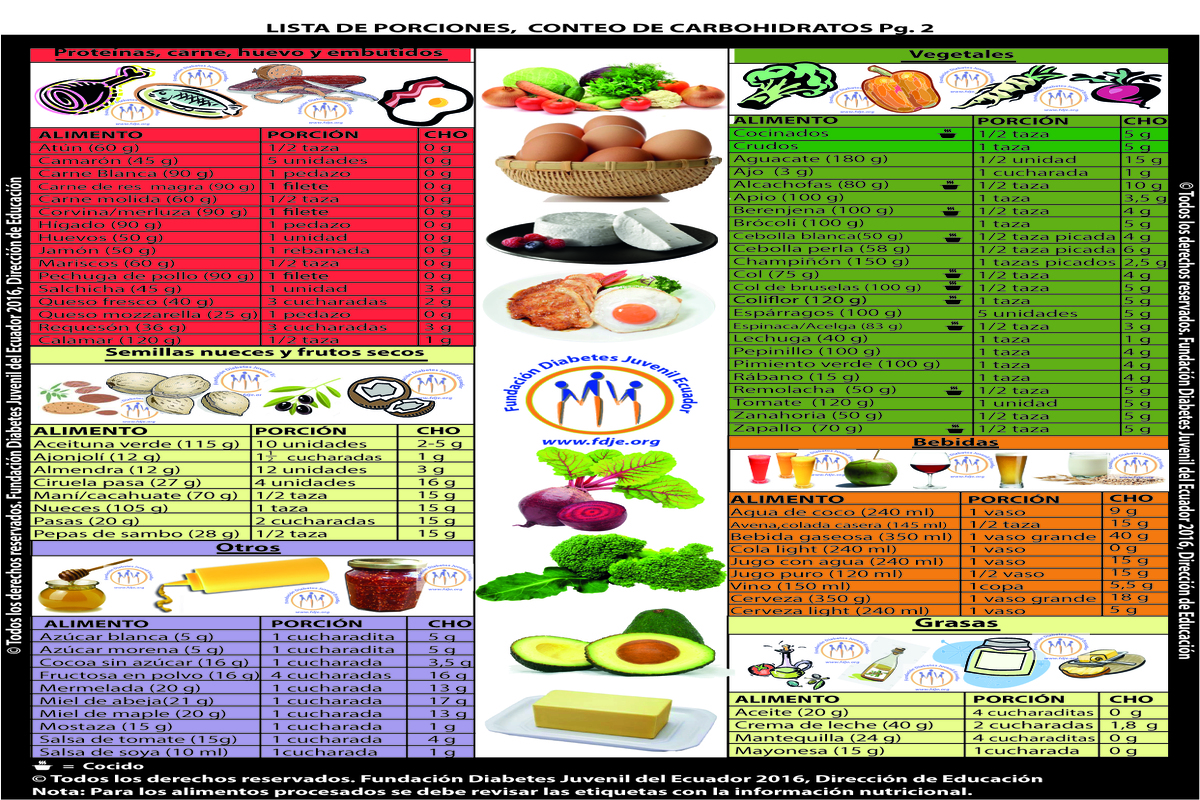 LISTA DE PORCIONES, CONTEO DE CARBOHIDRATOS Pg. 2
Proteínas, carne, huevo y embutidos
ALIMENTO PORCIÓN CHO
Atún (60 g) 1/2 taza 0 g
Camarón (45 g) 5 unidades 0 g
Carne Blanca (90 g) 1 pedazo 0 g
Carne de res magra (90 g) 1 filete 0 g
Carne molida (60 g) 1/2 taza 0 g
Corvina/merluza (90 g) 1 filete 0 g
Hígado (90 g) 1 pedazo 0 g
Huevos (50 g) 1 unidad 0 g
Jamón (50 g) 1 rebanada 0 g
Mariscos (60 g) 1/2 taza 0 g
Pechuga de pollo (90 g) 1 filete 0 g
Salchicha (45 g) 1 unidad 3 g
Queso fresco (40 g) 3 cucharadas 2 g
Queso mozzarella (25 g) 1 pedazo 0 g
Requesón (36 g) 3 cucharadas 3 g
Calamar (120 g) 1 taza 1 g
Semillas nueces y frutos secos
ALIMENTO PORCIÓN CHO
Aceituna verde (115 g) 10 unidades 2-5 g
Ajonjolí (12 g) 1½ cucharadas 1 g
Almendra (12 g) 12 unidades 3 g
Ciruela pasa (27 g) 4 unidades 16 g
Maní/cacahuate (70 g) 1/2 taza 15 g
Nueces (105 g) 1 taza 15 g
Pasas (20 g) 2 cucharadas 15 g
Pepas de sambo (28 g) 1/2 taza 15 g
Otros
ALIMENTO PORCIÓN CHO
Azúcar blanca (5 g) 1 cucharadita 5 g
Azúcar morena (5 g) 1 cucharadita 5 g
Cocoa sin azúcar (16 g) 1 cucharada 3,5 g
Fructosa en polvo (16 g) 4 cucharadas 16 g
Mermelada (20 g) 1 cucharada 13 g
Miel de abeja(21 g) 1 cucharada 17 g
Miel de maple (20 g) 1 cucharada 13 g
Mostaza (15 g) 1 cucharada 1 g
Salsa de tomate (15g) 1 cucharada 4 g
Salsa de soya (10 ml) 1cucharada 1 g
Fundación Diabetes Juvenil Ecuador
www.fdje.org
Vegetales
ALIMENTO PORCIÓN CHO
Cocinados 1/2 taza 5 g
Crudos 1 taza 5 g
Aguacate (180 g) 1/2 unidad 15 g
Ajo (3 g) 1 cucharada 1 g
Alcachofas (80 g) 1/2 taza 10 g
Apio (100 g) 1 taza 3,5 g
Berenjena (100 g) 1/2 taza 4 g
Brócoli (100 g) 1 taza 5 g
Cebolla blanca(50 g) 1/2 taza picada 4 g
Cebolla perla (58 g) 1/2 taza picada 6 g
Champiñón (150 g) 1 tazas picados 2,5 g
Col (75 g) 1/2 taza 4 g
Col de bruselas (100 g) 1/2 taza 5 g
Coliflor (120 g) 1 taza 5 g
Espárragos (100 g) 5 unidades 5 g
Espinaca/Acelga (83 g) 1/2 taza 3 g
Lechuga (40 g) 1 taza 1 g
Pepinillo (100 g) 1 taza 4 g
Pimiento verde (100 g) 1 taza 4 g
Rábano (15 g) 1 taza 4 g
Remolacha (50 g) 1/2 taza 5 g
Tomate (120 g) 1 unidad 5 g
Zanahoria (50 g) 1/2 taza 5 g
Zapallo (70 g) 1/2 taza 5 g
Bebidas
ALIMENTO PORCIÓN CHO
Agua de coco (240 ml) 1 vaso 9 g
Avena,colada casera (145 ml) 1/2 taza 15 g
Bebida gaseosa (350 ml) 1 vaso grande 40 g
Cola light (240 ml) 1 vaso 0 g
Jugo con agua (240 ml) 1 vaso 15 g
Jugo puro (120 ml) 1/2 vaso 15 g
Vino (150 ml) 1copa 5,5 g
Cerveza (350 g) 1 vaso grande 18 g
Cerveza light (240 ml) 1 vaso 5 g
Grasas
ALIMENTO PORCIÓN CHO
Aceite (20 g) 4 cucharaditas 0 g
Crema de leche (40 g) 2 cucharadas 1,8 g
Mantequilla (24 g) 4 cucharaditas 0 g
Mayonesa (15 g) 1cucharada 0 g
= Cocido
© Todos los derechos reservados. Fundación Diabetes Juvenil del Ecuador 2016, Dirección de Educación
Nota: Para los alimentos procesados se debe revisar las etiquetas con la información nutricional.
© Todos los derechos reservados. Fundación Diabetes Juvenil del Ecuador 2016, Dirección de Educación
© Todos los derechos reservados. Fundación Diabetes Juvenil del Ecuador 2016, Dirección de Educación